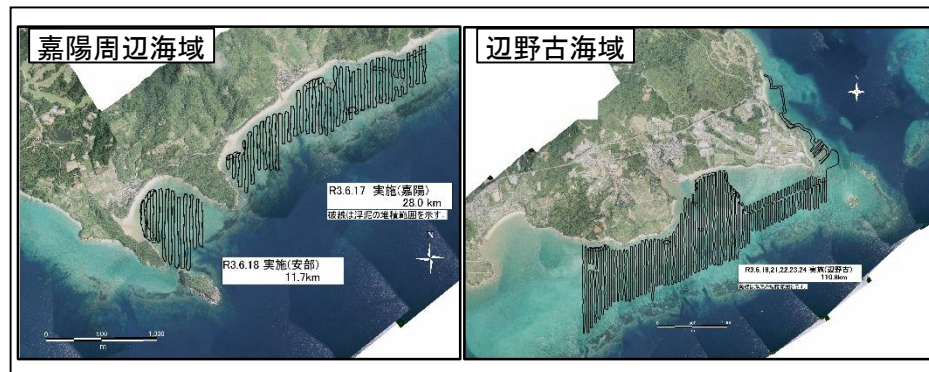 嘉陽周辺海域
R3.6.17 実施(嘉陽)
28.0 km
破線は浮泥の堆積範囲を示す
R3.6.18 実施(安部)
11.7km
N
0 500 1,000
m
辺野古海域
R3.6.18,21,22,23,24 実施(辺野古)